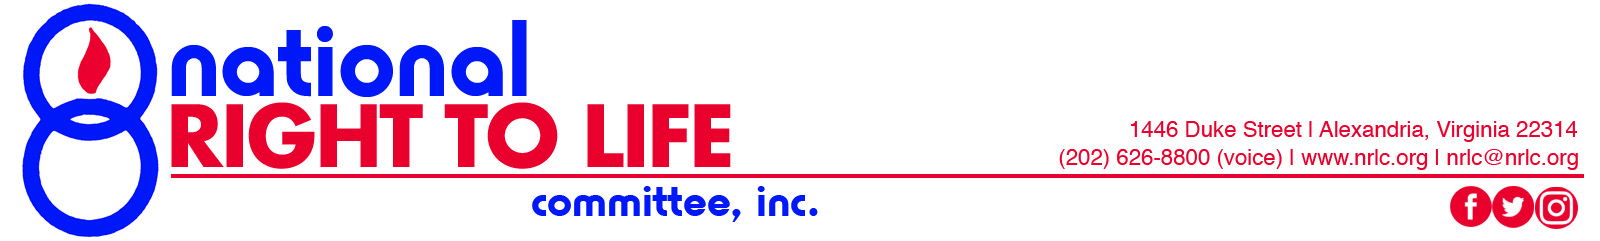 national
RIGHT TO LIFE
committee, inc.
1446 Duke Street | Alexandria, Virginia 22314
(202) 626-8800 (voice) | www.nrlc.org | nrlc@nrlc.org